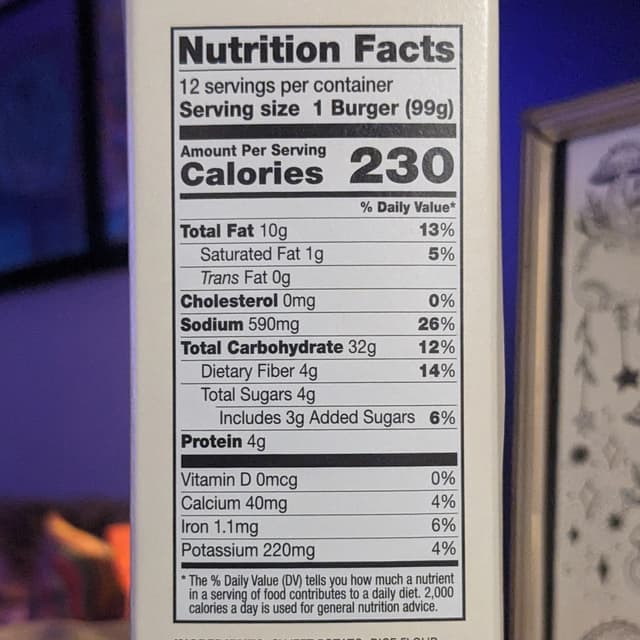 Nutrition Facts
12 servings per container
Serving size 1 Burger (99g)
Amount Per Serving
Calories 230
% Daily Value*
Total Fat 10g 13%
Saturated Fat 1g 5%
Trans Fat 0g
Cholesterol 0mg 0%
Sodium 590mg 26%
Total Carbohydrate 32g 12%
Dietary Fiber 4g 14%
Total Sugars 4g
Includes 3g Added Sugars 6%
Protein 4g
Vitamin D 0mcg 0%
Calcium 40mg 4%
Iron 1.1mg 6%
Potassium 220mg 4%
* The % Daily Value (DV) tells you how much a nutrient
in a serving of food contributes to a daily diet. 2,000
calories a day is used for general nutrition advice.